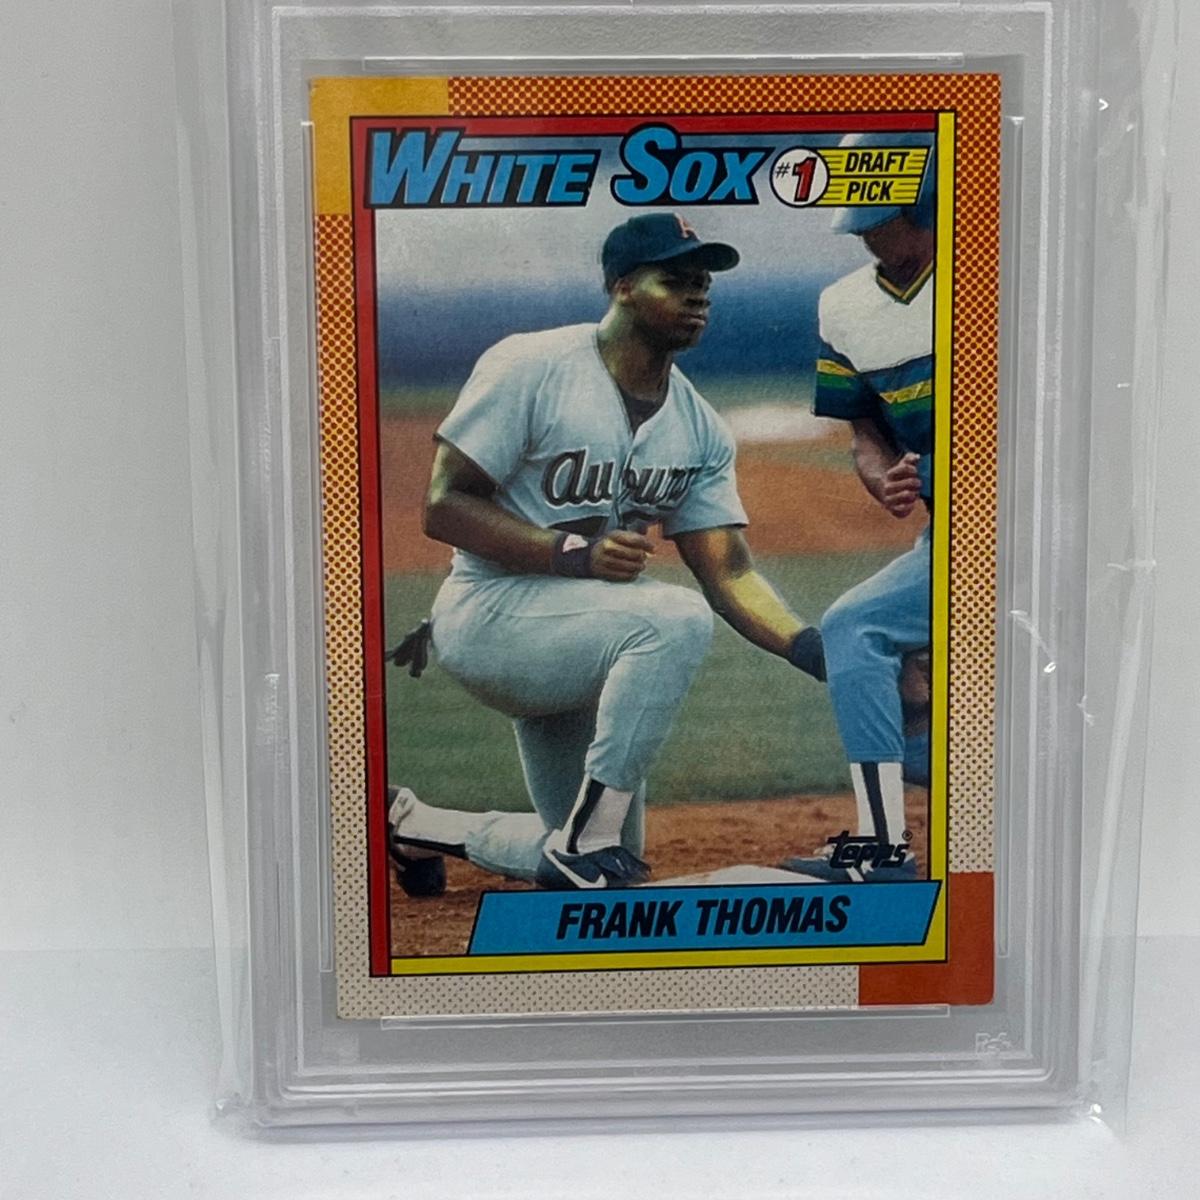 WHITE SOX #1 DRAFT PICK
A
auburn
topps®
FRANK THOMAS